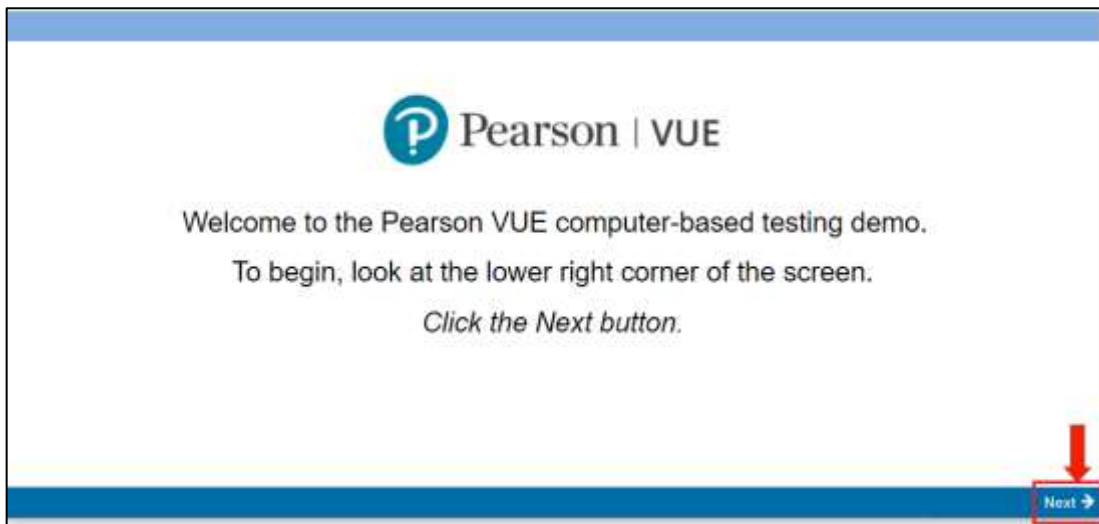 Pearson | VUE
Welcome to the Pearson VUE computer-based testing demo.
To begin, look at the lower right corner of the screen.
Click the Next button.
Next →